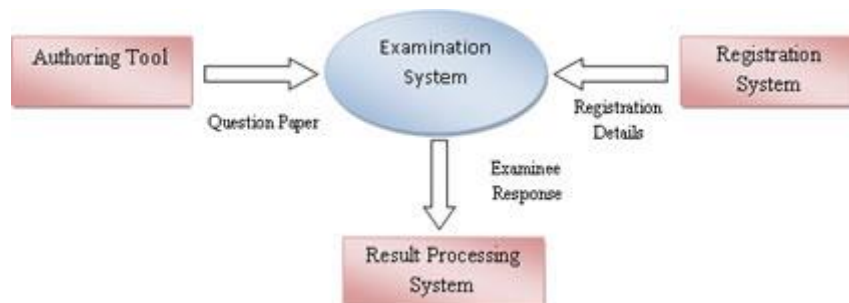 Authoring Tool
Examination
System
Registration
System
Question Paper
Registration
Details
Examinee
Response
Result Processing
System